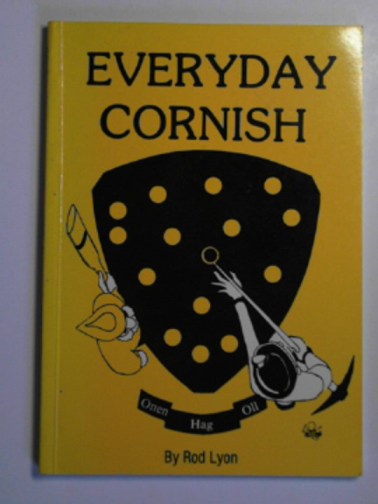 EVERYDAY
CORNISH
Onen Hag Oll
By Rod Lyon